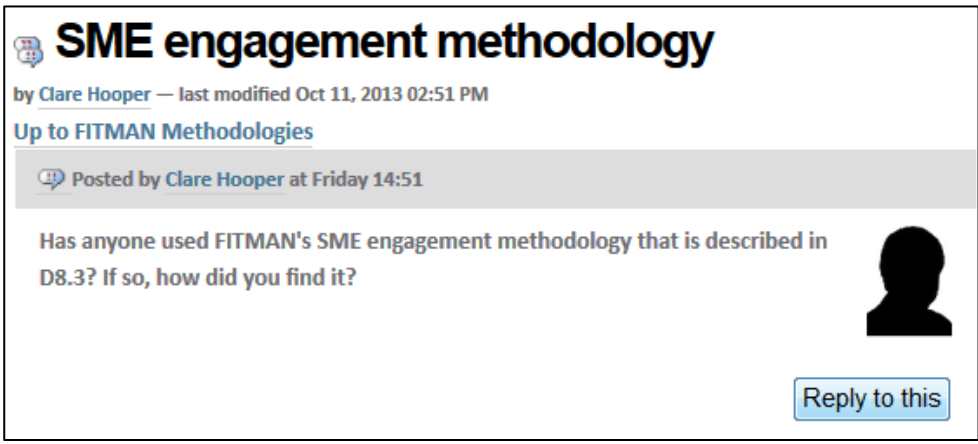 SME engagement methodology
by Clare Hooper — last modified Oct 11, 2013 02:51 PM
Up to FITMAN Methodologies
Posted by Clare Hooper at Friday 14:51
Has anyone used FITMAN's SME engagement methodology that is described in
D8.3? If so, how did you find it?
Reply to this